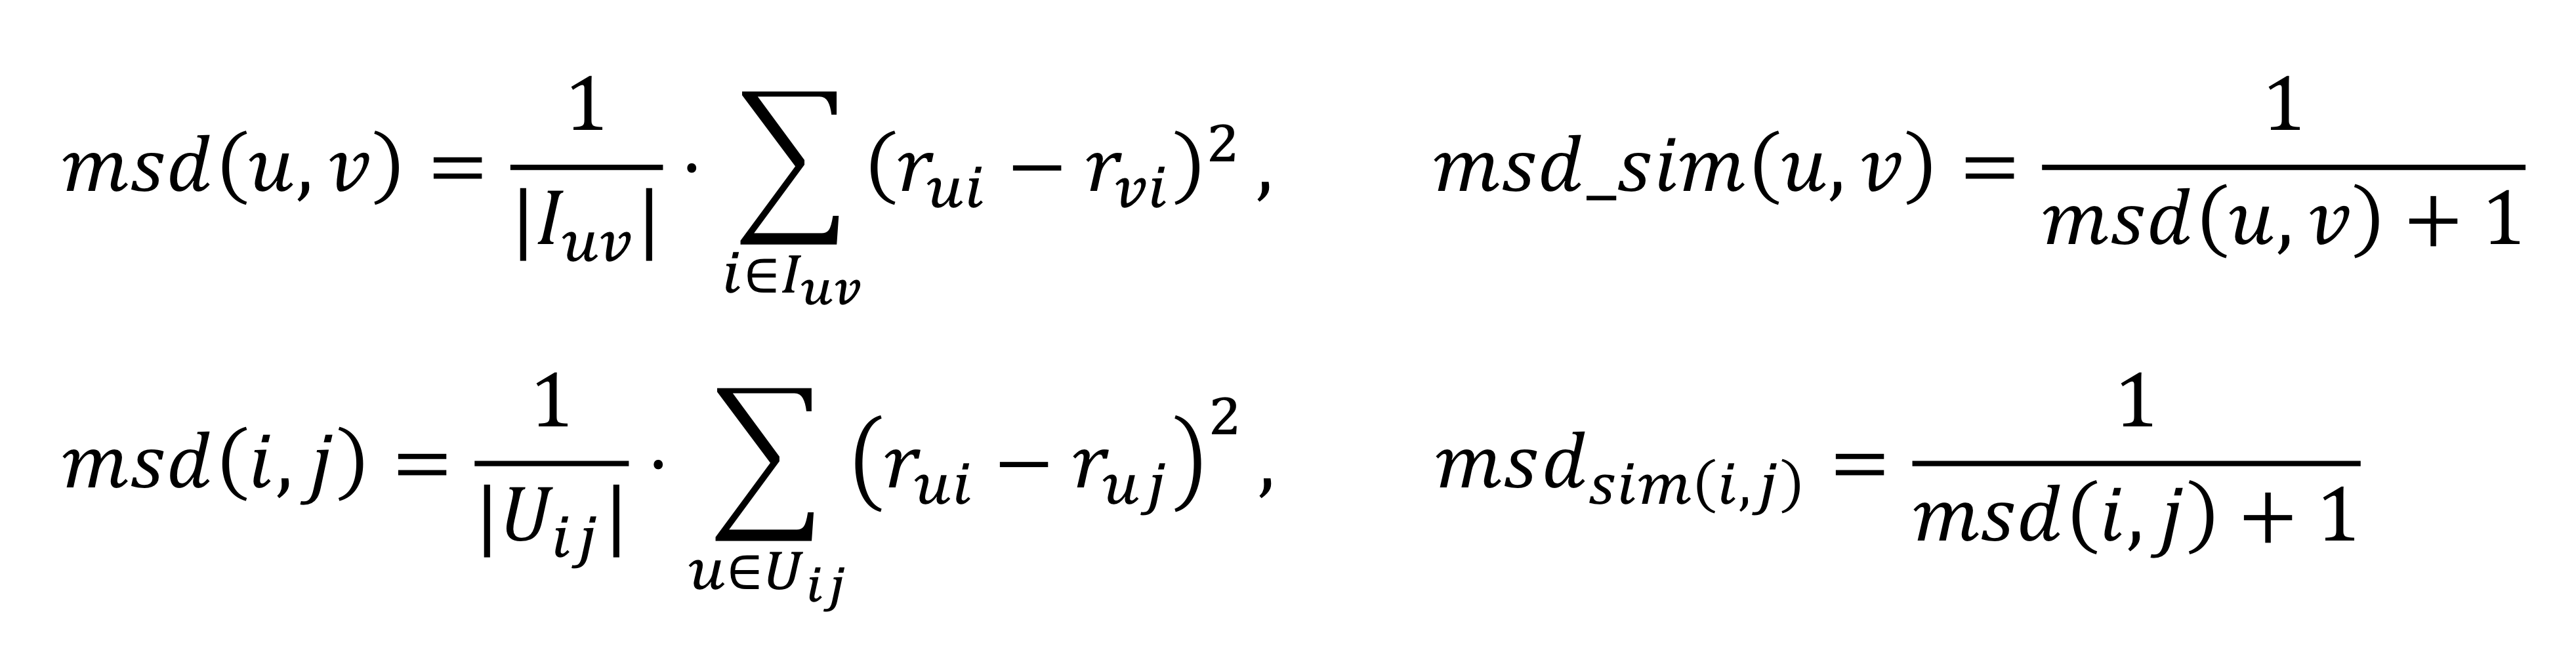 msd(u, v) = \frac{1}{|I_{uv}|} \cdot \sum_{i \in I_{uv}} (r_{ui} - r_{vi})^2 , msd\_sim(u, v) = \frac{1}{msd(u, v) + 1}
msd(i, j) = \frac{1}{|U_{ij}|} \cdot \sum_{u \in U_{ij}} (r_{ui} - r_{uj})^2 , msd_{sim(i,j)} = \frac{1}{msd(i, j) + 1}